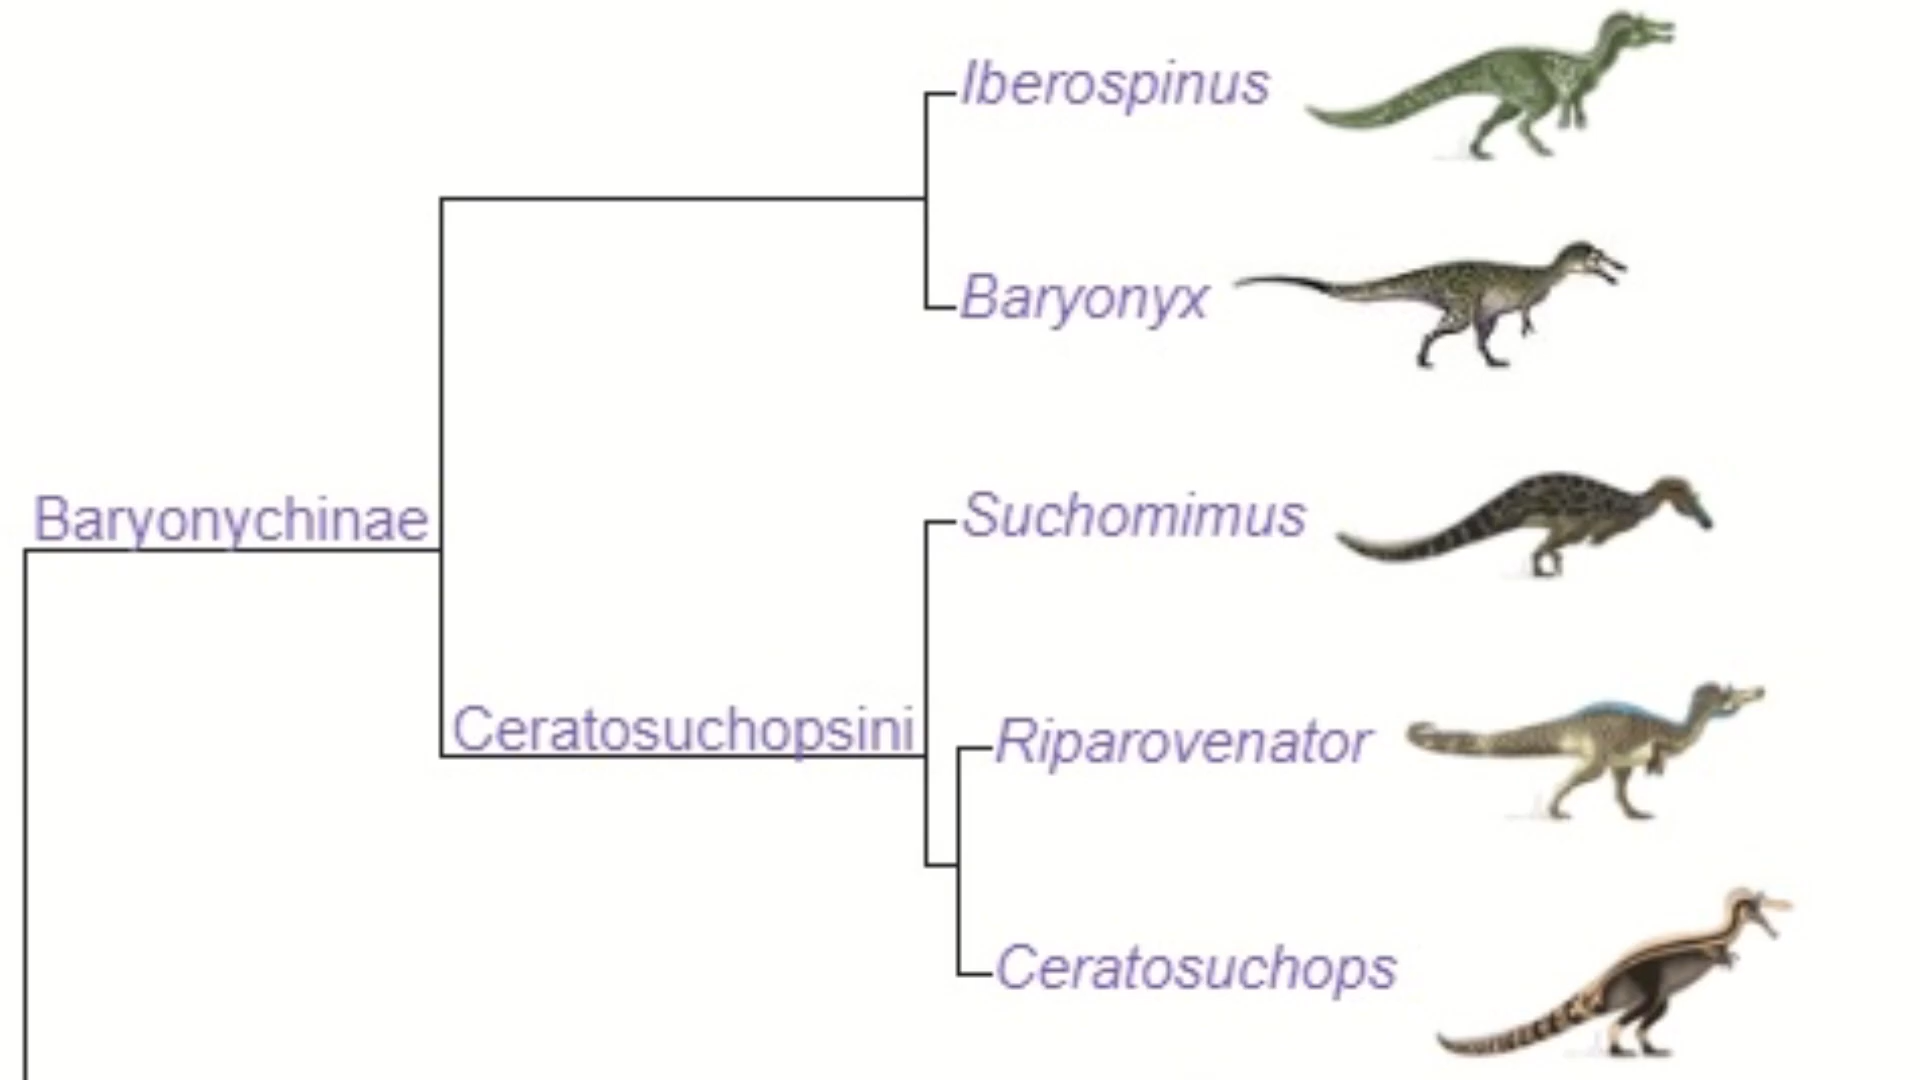 Iberospinus
Baryonyx
Baryonychinae
Suchomimus
Ceratosuchopsini
Riparovenator
Ceratosuchops